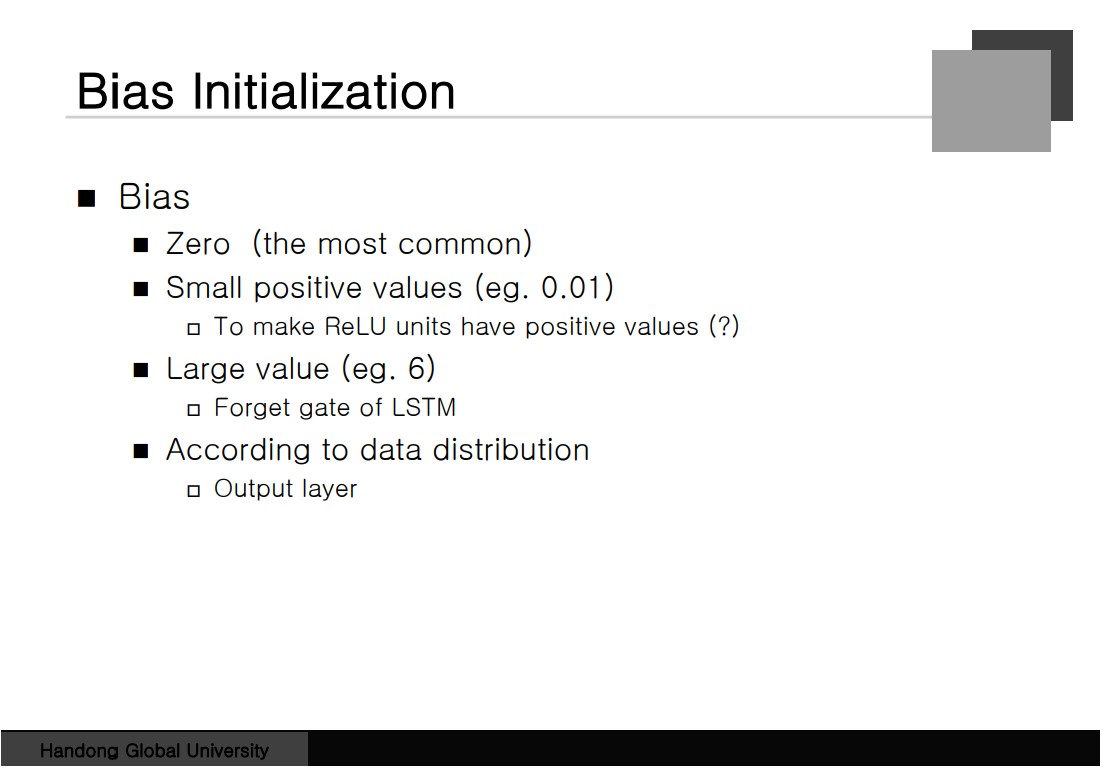 Bias Initialization
Bias
Zero (the most common)
Small positive values (eg. 0.01)
To make ReLU units have positive values (?)
Large value (eg. 6)
Forget gate of LSTM
According to data distribution
Output layer
Handong Global University